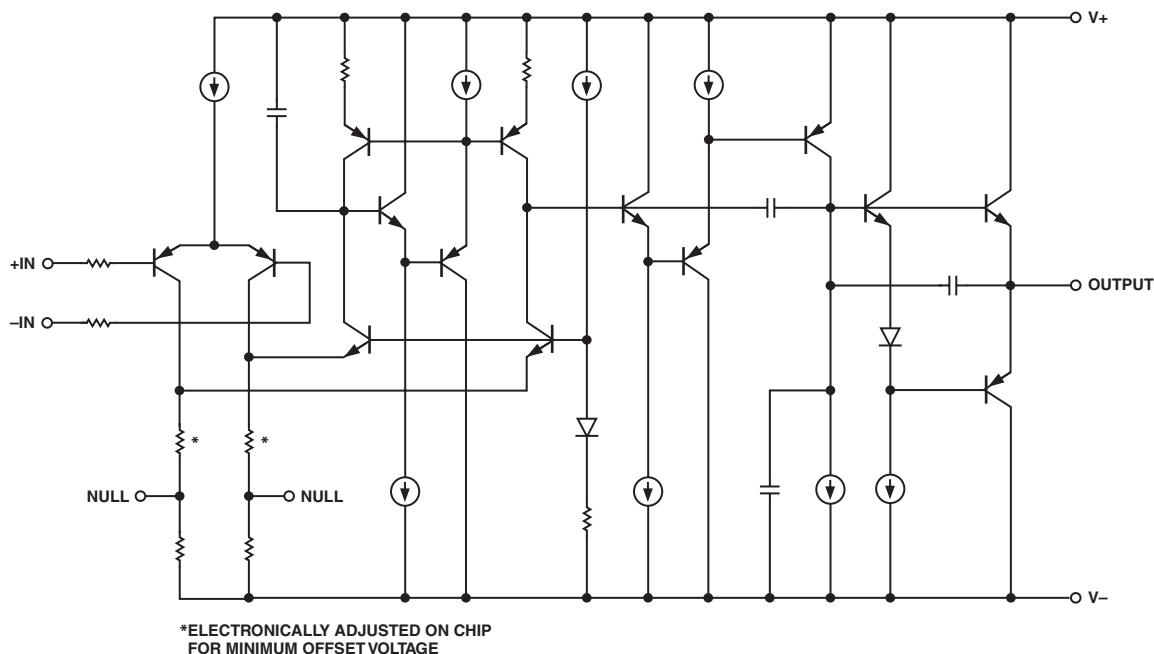 V+
+IN
–IN
OUTPUT
*
*
NULL
NULL
V–
*ELECTRONICALLY ADJUSTED ON CHIP
FOR MINIMUM OFFSET VOLTAGE